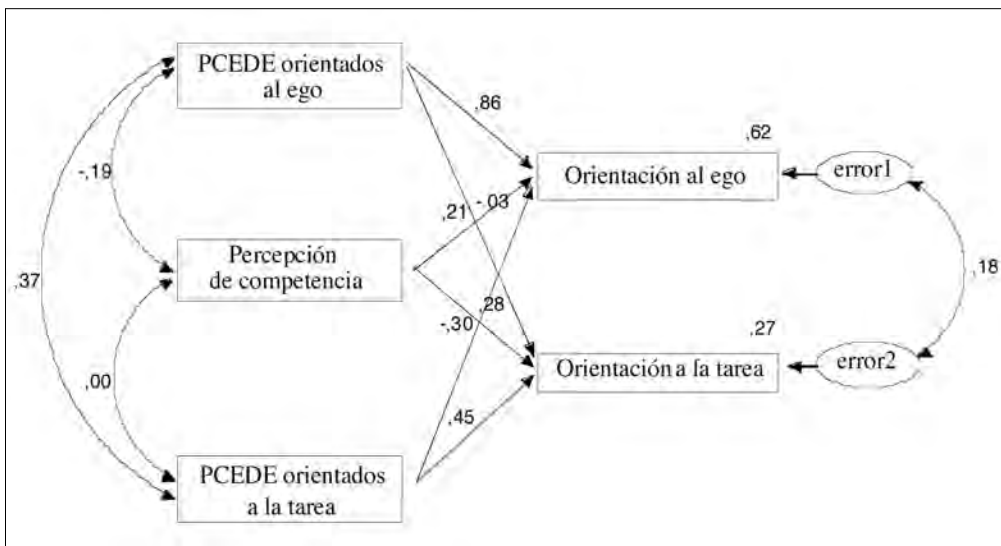 PCEDE orientados
al ego
,86
,62
Orientación al ego
error1
-,19
,21
-,03
Percepción
de competencia
,37
,18
,28
-,30
,27
Orientación a la tarea
error2
,00
,45
PCEDE orientados
a la tarea